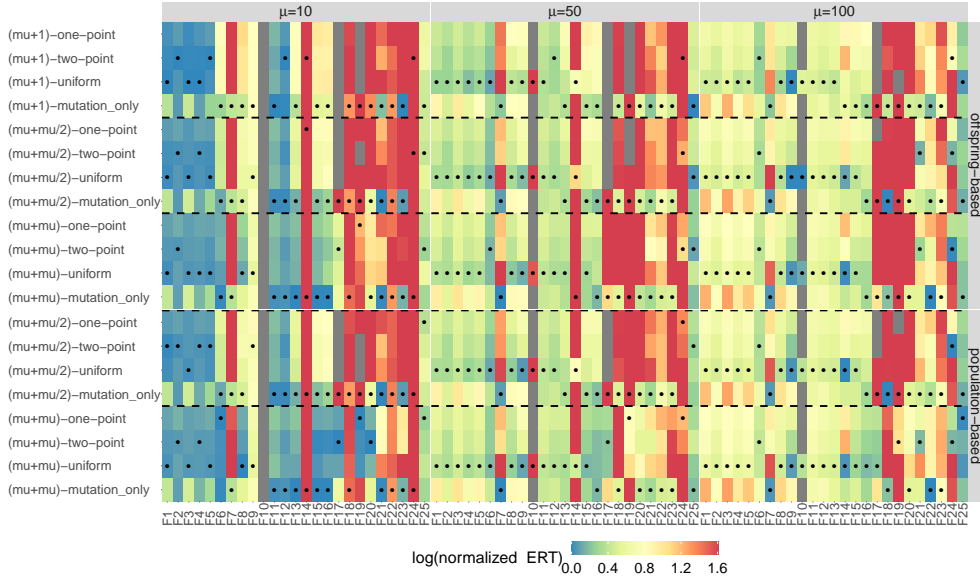 μ=10 μ=50 μ=100
(mu+1)−one−point
(mu+1)−two−point
(mu+1)−uniform
(mu+1)−mutation_only
(mu+mu/2)−one−point
(mu+mu/2)−two−point
(mu+mu/2)−uniform
(mu+mu/2)−mutation_only
(mu+mu)−one−point
(mu+mu)−two−point
(mu+mu)−uniform
(mu+mu)−mutation_only
offspring−based
(mu+mu/2)−one−point
(mu+mu/2)−two−point
(mu+mu/2)−uniform
(mu+mu/2)−mutation_only
(mu+mu)−one−point
(mu+mu)−two−point
(mu+mu)−uniform
(mu+mu)−mutation_only
population−based
F1 F2 F3 F4 F5 F6 F7 F8 F9 F10 F11 F12 F13 F14 F15 F16 F17 F18 F19 F20 F21 F22 F23 F24 F25
F1 F2 F3 F4 F5 F6 F7 F8 F9 F10 F11 F12 F13 F14 F15 F16 F17 F18 F19 F20 F21 F22 F23 F24 F25
F1 F2 F3 F4 F5 F6 F7 F8 F9 F10 F11 F12 F13 F14 F15 F16 F17 F18 F19 F20 F21 F22 F23 F24 F25
log(normalized ERT)
0.0 0.4 0.8 1.2 1.6